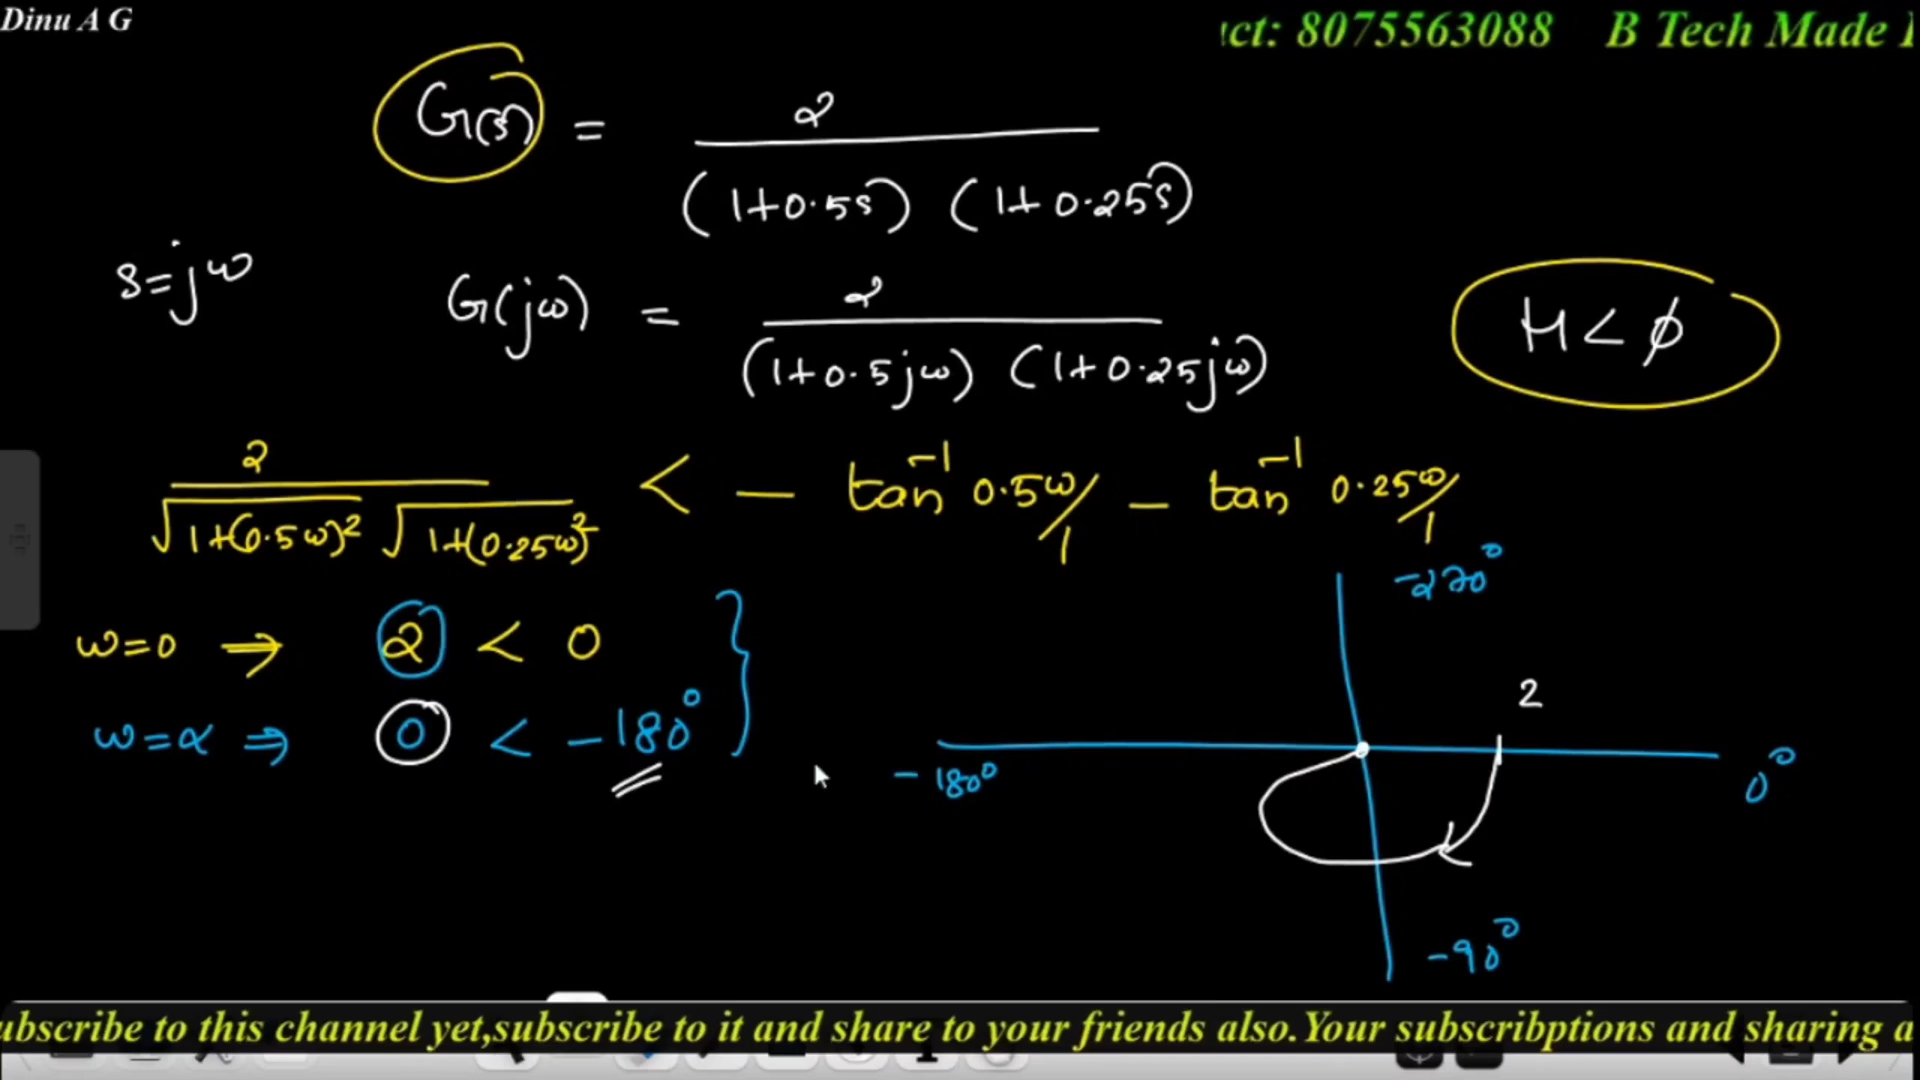 Dinu A G
ıct: 8075563088 B Tech Made
G(s) = 2 / (1+0.5s) (1+0.25s)
s=jω
G(jω) = 2 / (1+0.5jω) (1+0.25jω)
M<ϕ
2 / √1+(0.5ω)² √1+(0.25ω)² < – tan⁻¹ 0.5ω/1 – tan⁻¹ 0.25ω/1
-270°
ω=0 ⇒ 2 < 0
2
ω=α ⇒ 0 < -180°
-180°
0°
-90°
ubscribe to this channel yet,subscribe to it and share to your friends also.Your subscribptions and sharing a